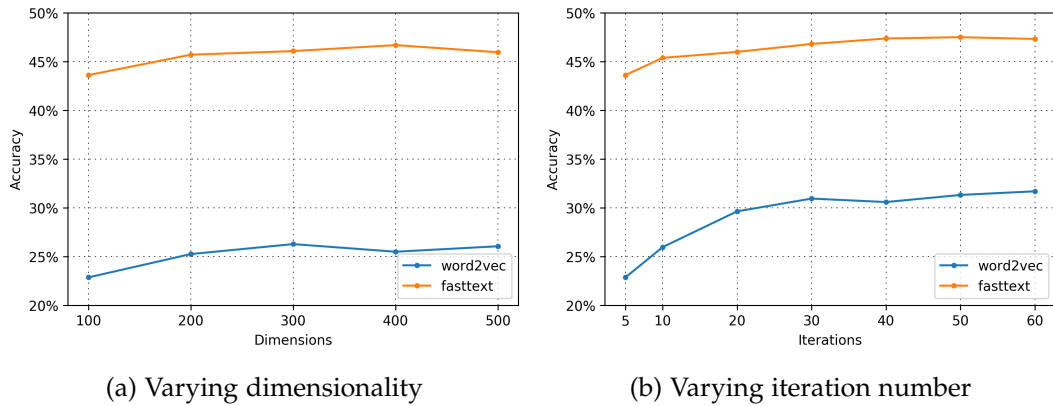 50%
45%
40%
35%
30%
25%
20%
Accuracy
100 200 300 400 500
Dimensions
word2vec
fasttext
(a) Varying dimensionality
50%
45%
40%
35%
30%
25%
20%
Accuracy
5 10 20 30 40 50 60
Iterations
word2vec
fasttext
(b) Varying iteration number